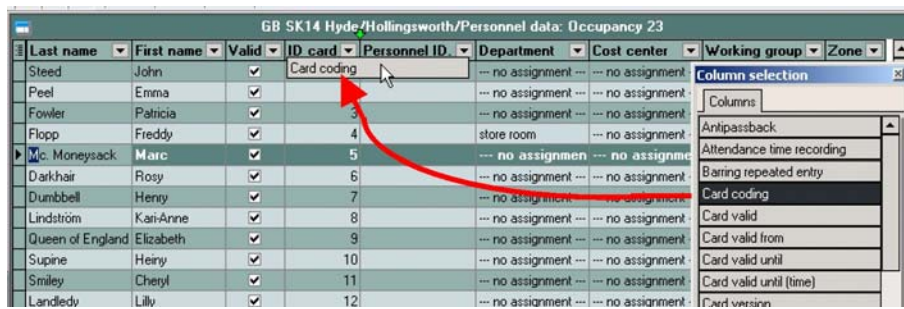 GB SK14 Hyde/Hollingsworth/Personnel data: Occupancy 23
Last name First name Valid ID card Personnel ID. Department Cost center Working group Zone
Steed John Card coding --- no assignment --- --- no assignment
Peel Emma --- no assignment --- --- no assignment
Fowler Patricia 3 --- no assignment --- --- no assignment
Flopp Freddy 4 store room --- no assignment
Mc. Moneysack Marc 5 --- no assignmen --- no assignme
Darkhair Rosy 6 --- no assignment --- --- no assignment
Dumbbell Henry 7 --- no assignment --- --- no assignment
Lindström Kari-Anne 8 --- no assignment --- --- no assignment
Queen of England Elizabeth 9 --- no assignment --- --- no assignment
Supine Heiny 10 --- no assignment --- --- no assignment
Smiley Cheryl 11 --- no assignment --- --- no assignment
Landledy Lilly 12 --- no assignment --- --- no assignment
Column selection
Columns
Antipassback
Attendance time recording
Barring repeated entry
Card coding
Card valid
Card valid from
Card valid until
Card valid until (time)
Card version